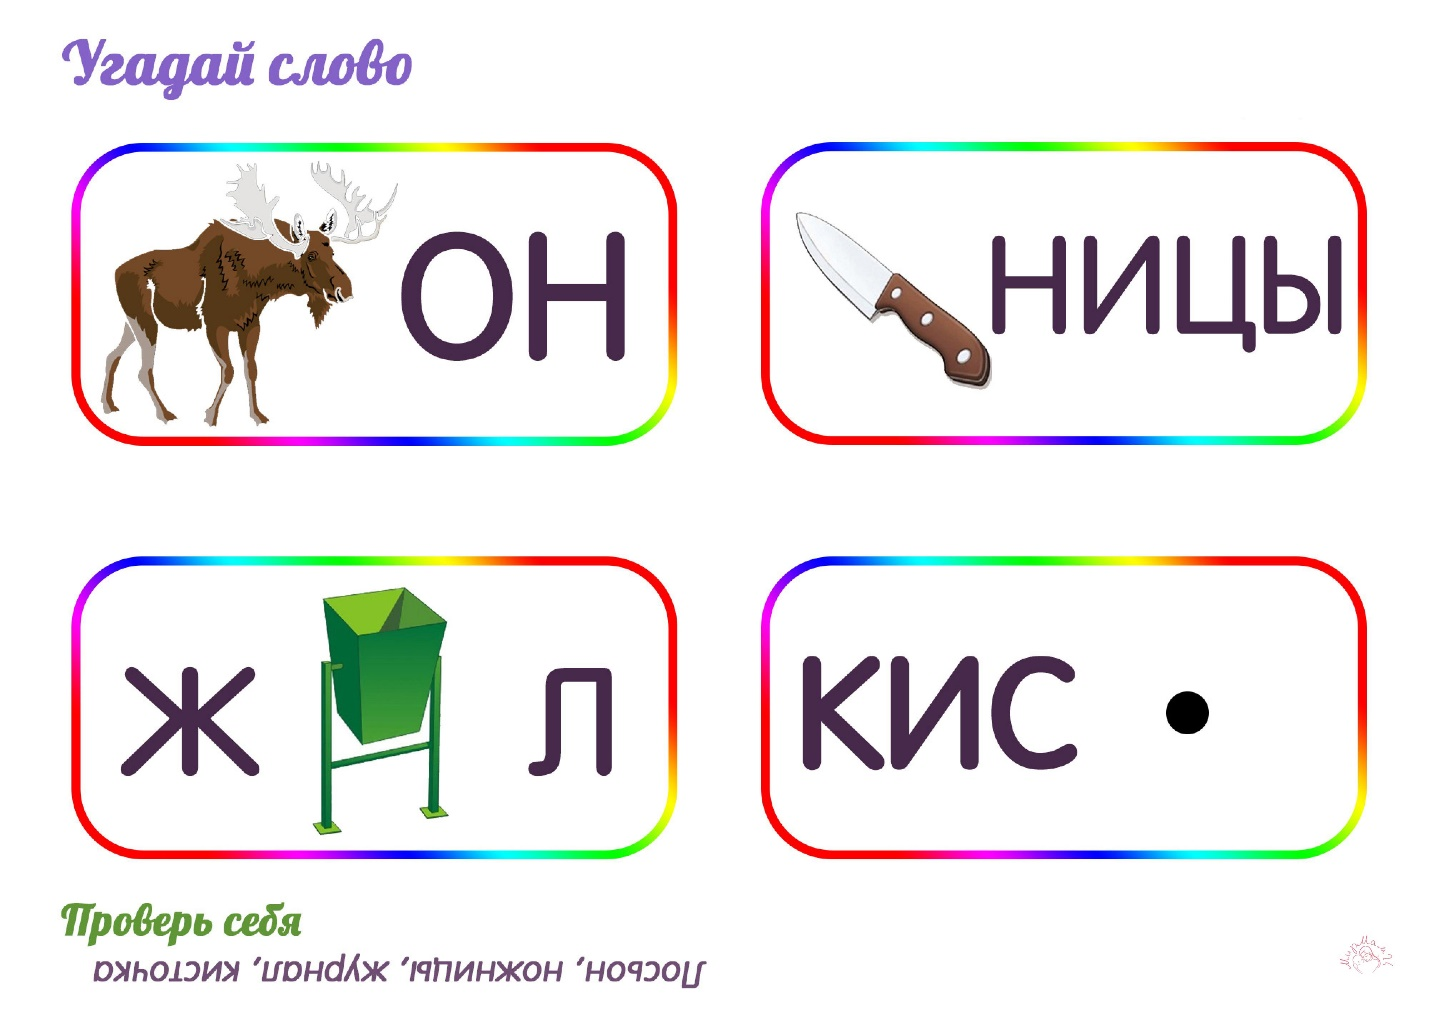 Угадай слово
ОН
НИЦЫ
Ж Л
КИС
Проверь себя
Лосьон, ножницы, журнал, кисточка